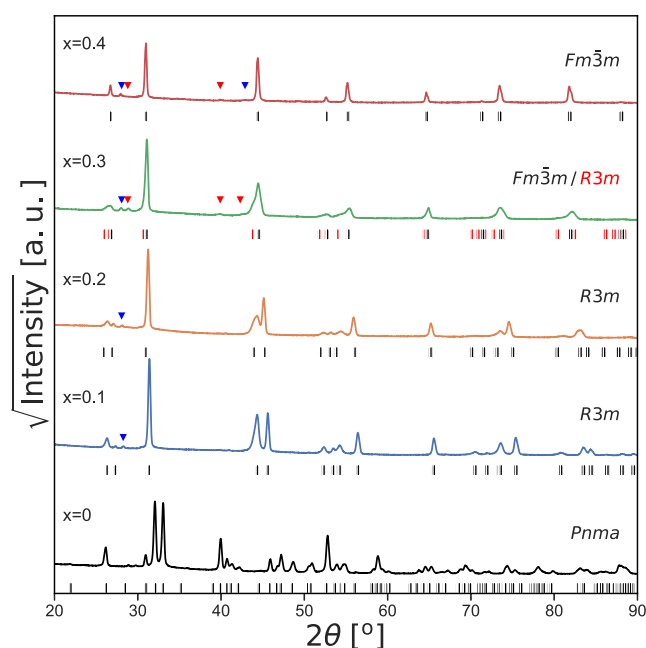 x=0.4
Fm3̄m
x=0.3
Fm3̄m / R3m
x=0.2
R3m
x=0.1
R3m
x=0
Pnma
√Intensity [a. u.]
20 30 40 50 60 70 80 90
2θ [°]